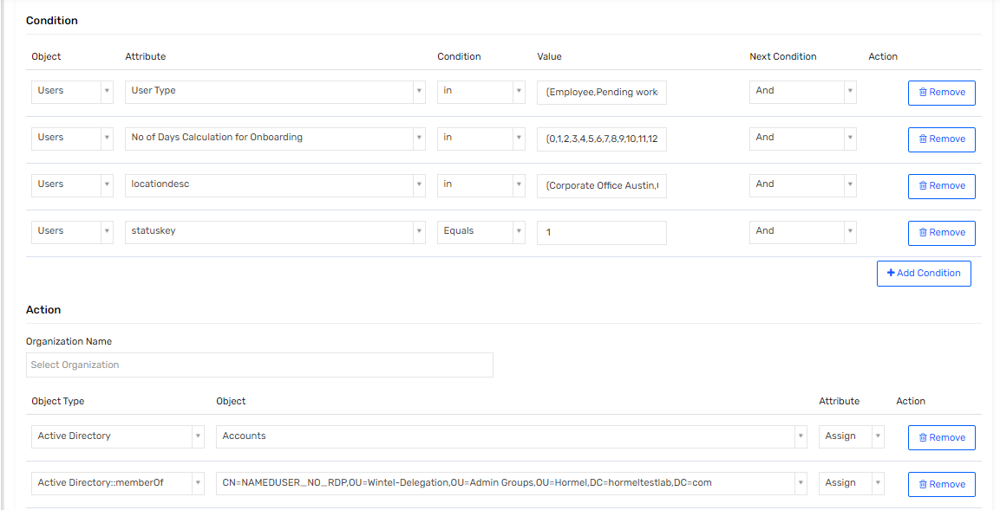 Condition
Object Attribute Condition Value Next Condition Action
Users User Type in (Employee,Pending work And Remove
Users No of Days Calculation for Onboarding in (0,1,2,3,4,5,6,7,8,9,10,11,12 And Remove
Users locationdesc in (Corporate Office Austin, And Remove
Users statuskey Equals 1 And Remove
+ Add Condition
Action
Organization Name
Select Organization
Object Type Object Attribute Action
Active Directory Accounts Assign Remove
Active Directory::memberOf CN=NAMEDUSER_NO_RDP,OU=Wintel-Delegation,OU=Admin Groups,OU=Hormel,DC=hormeltestlab,DC=com Assign Remove